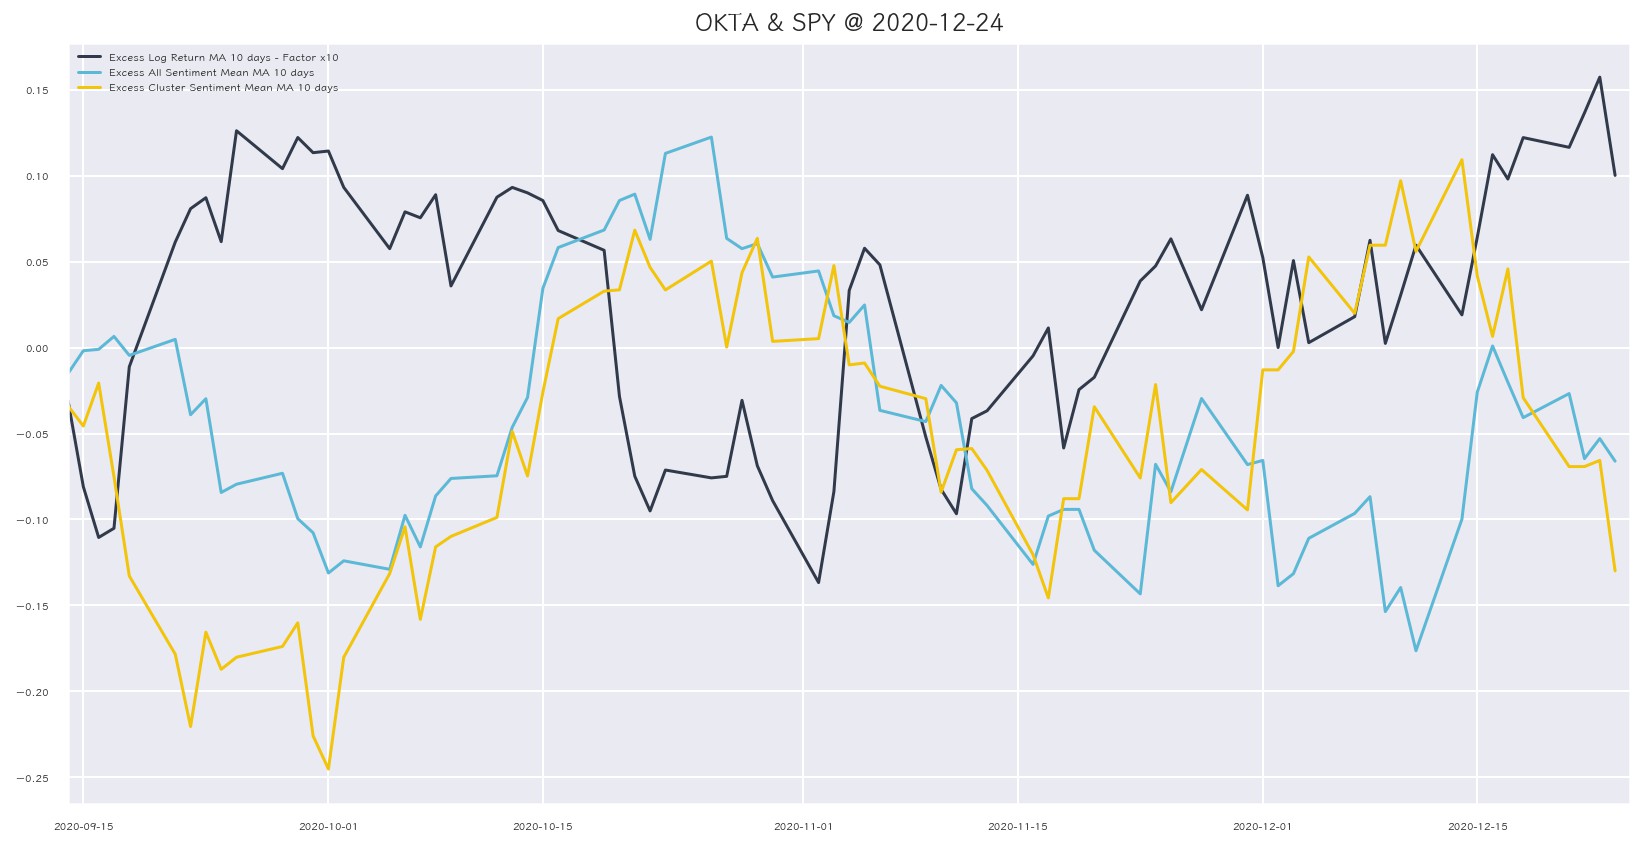 OKTA & SPY @ 2020-12-24
Excess Log Return MA 10 days - Factor x10
Excess All Sentiment Mean MA 10 days
Excess Cluster Sentiment Mean MA 10 days
0.15
0.10
0.05
0.00
−0.05
−0.10
−0.15
−0.20
−0.25
2020-09-15 2020-10-01 2020-10-15 2020-11-01 2020-11-15 2020-12-01 2020-12-15